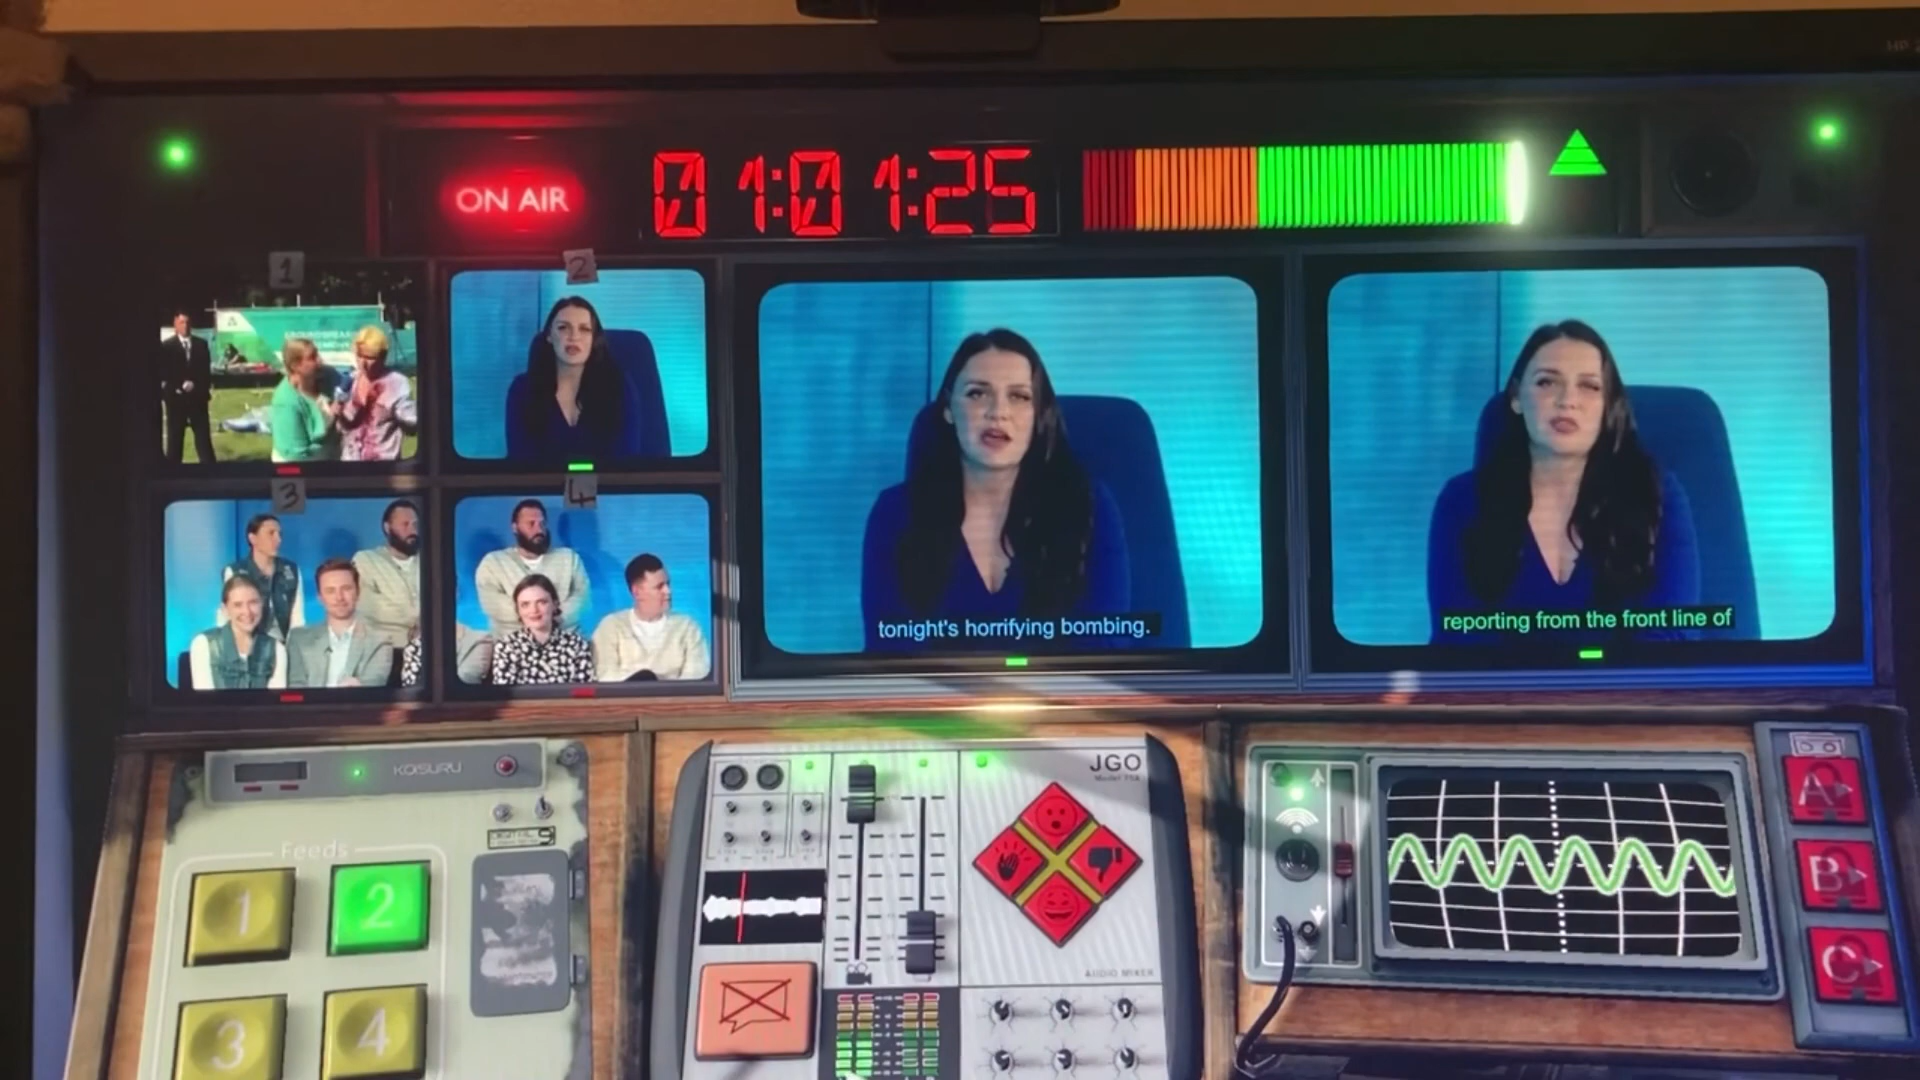 HP
ON AIR
01:01:25
1
2
3
4
tonight's horrifying bombing.
reporting from the front line of
KOISURU
Feeds
1
2
3
4
JGO
AUDIO MIXER
A
B
C